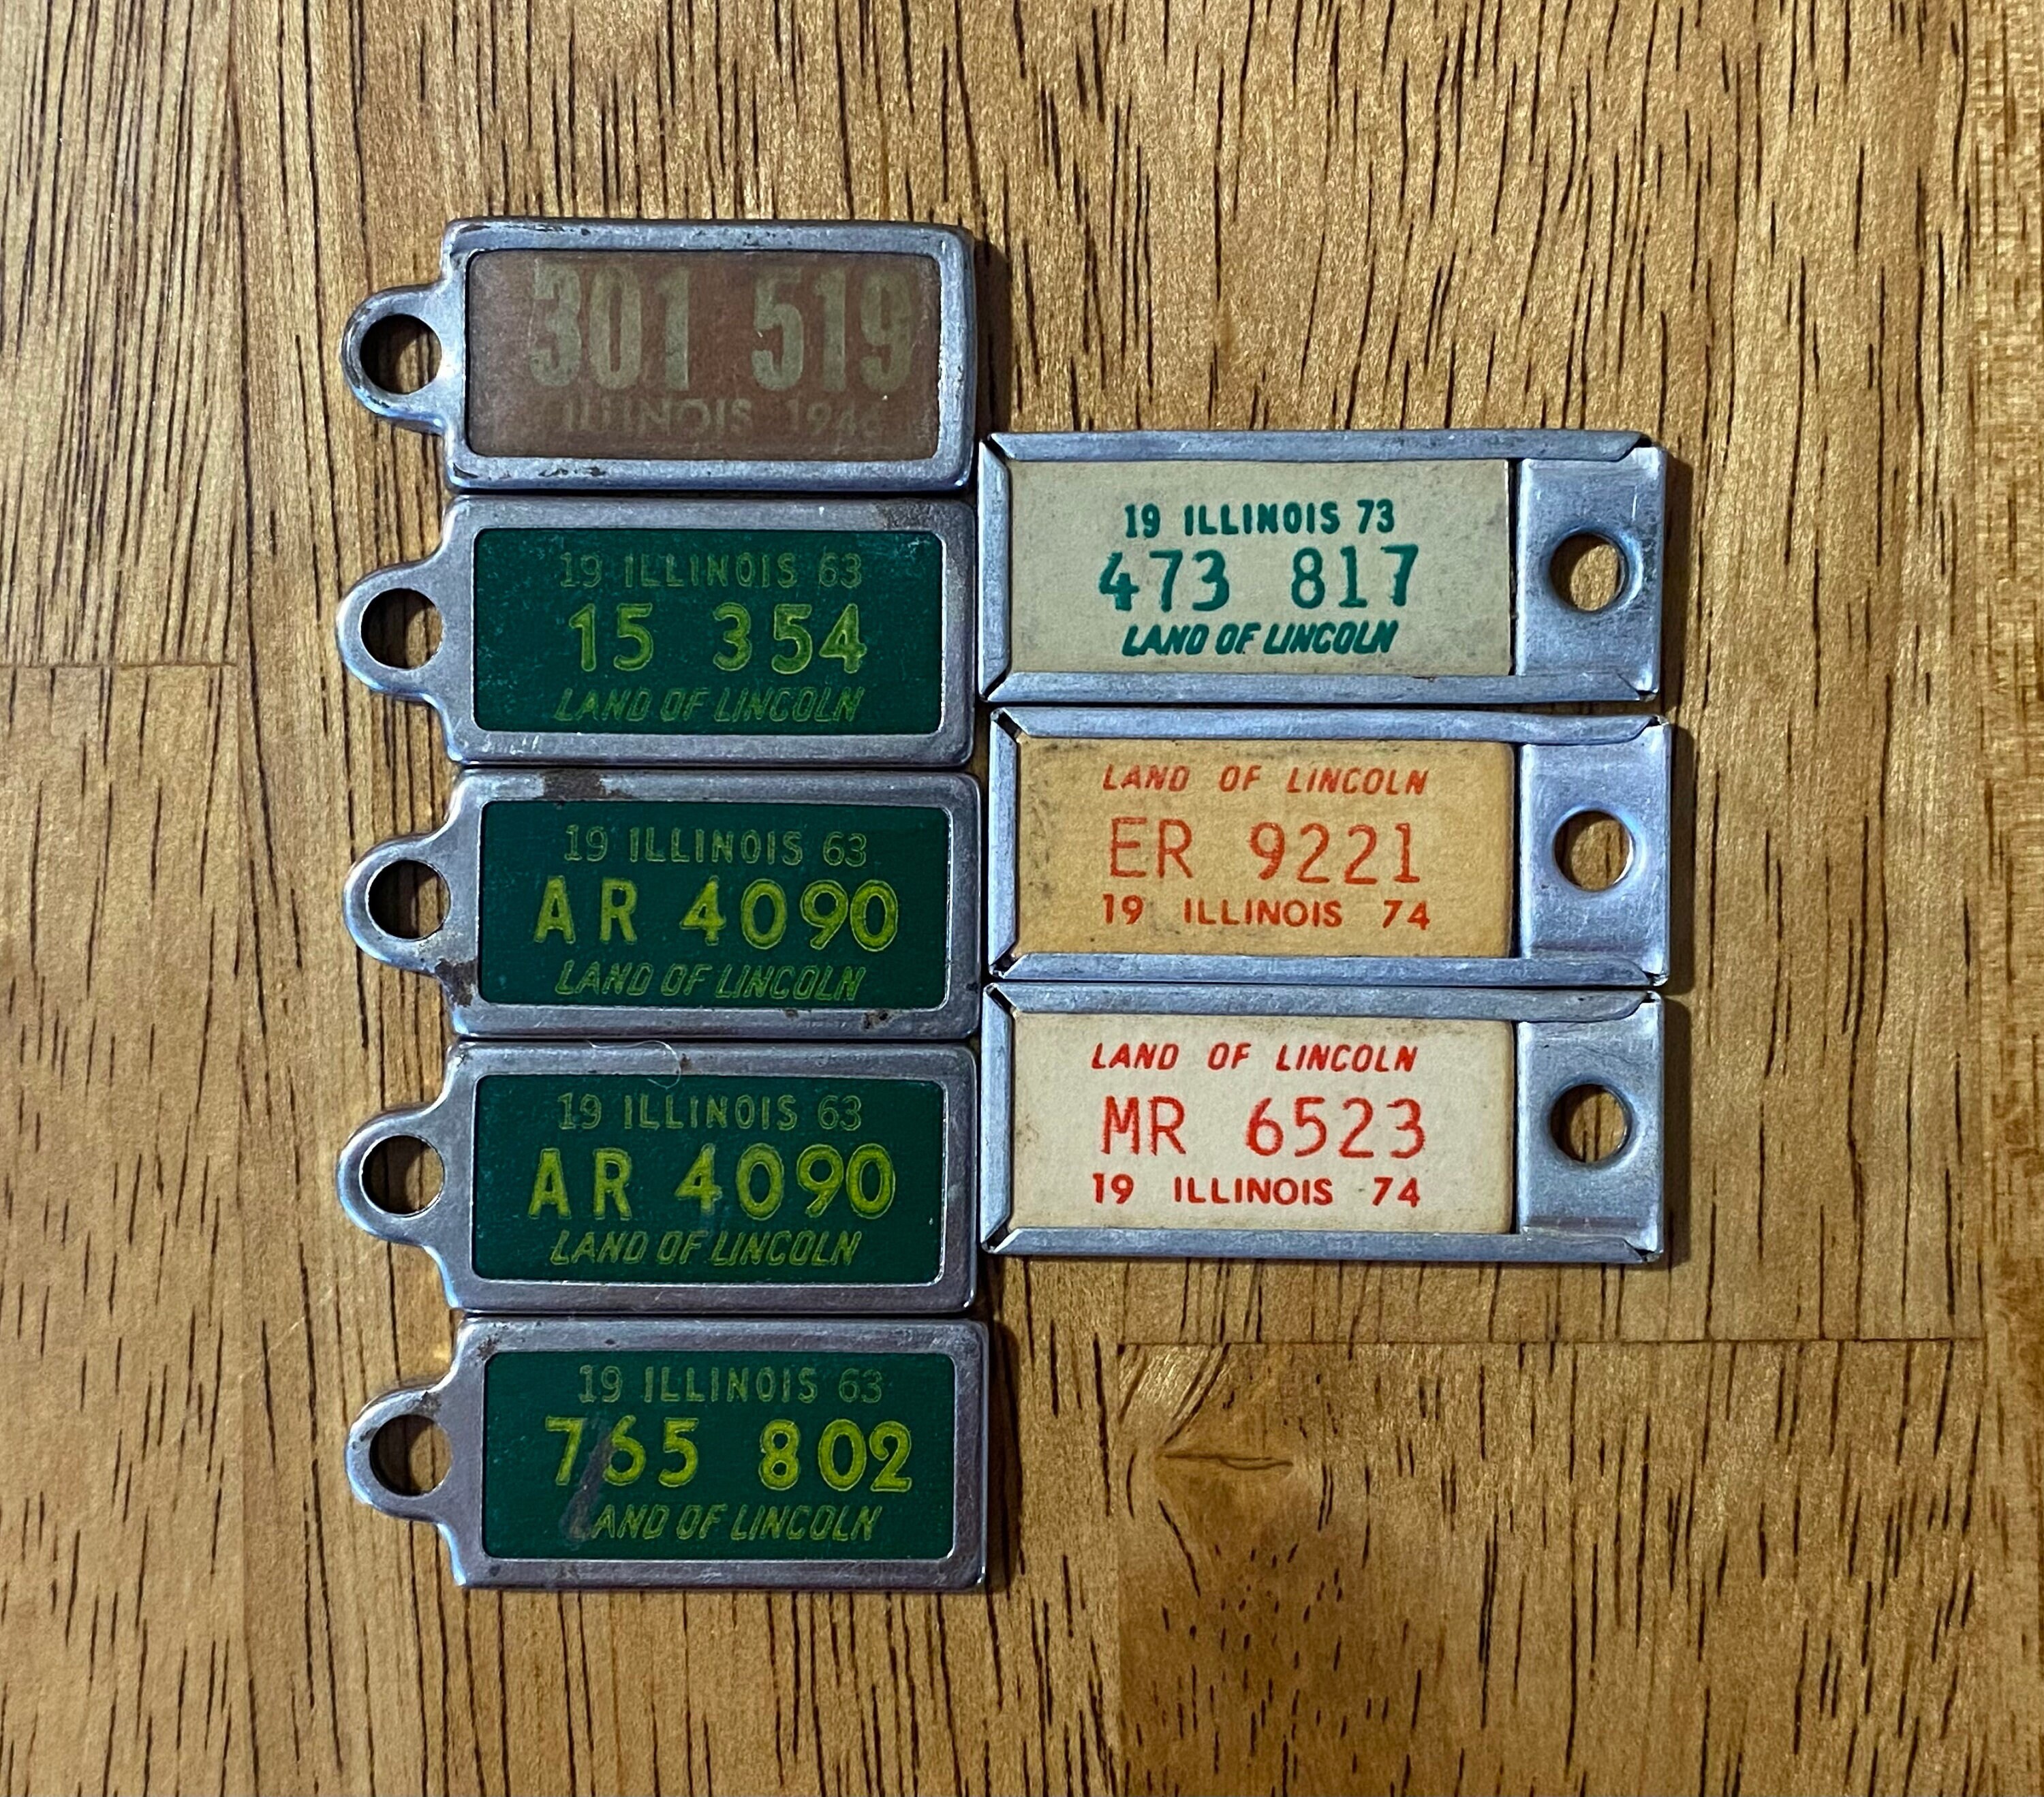 301 519
ILLINOIS 1946
19 ILLINOIS 63
15 354
LAND OF LINCOLN
19 ILLINOIS 63
AR 4090
LAND OF LINCOLN
19 ILLINOIS 63
AR 4090
LAND OF LINCOLN
19 ILLINOIS 63
765 802
LAND OF LINCOLN
19 ILLINOIS 73
473 817
LAND OF LINCOLN
LAND OF LINCOLN
ER 9221
19 ILLINOIS 74
LAND OF LINCOLN
MR 6523
19 ILLINOIS 74